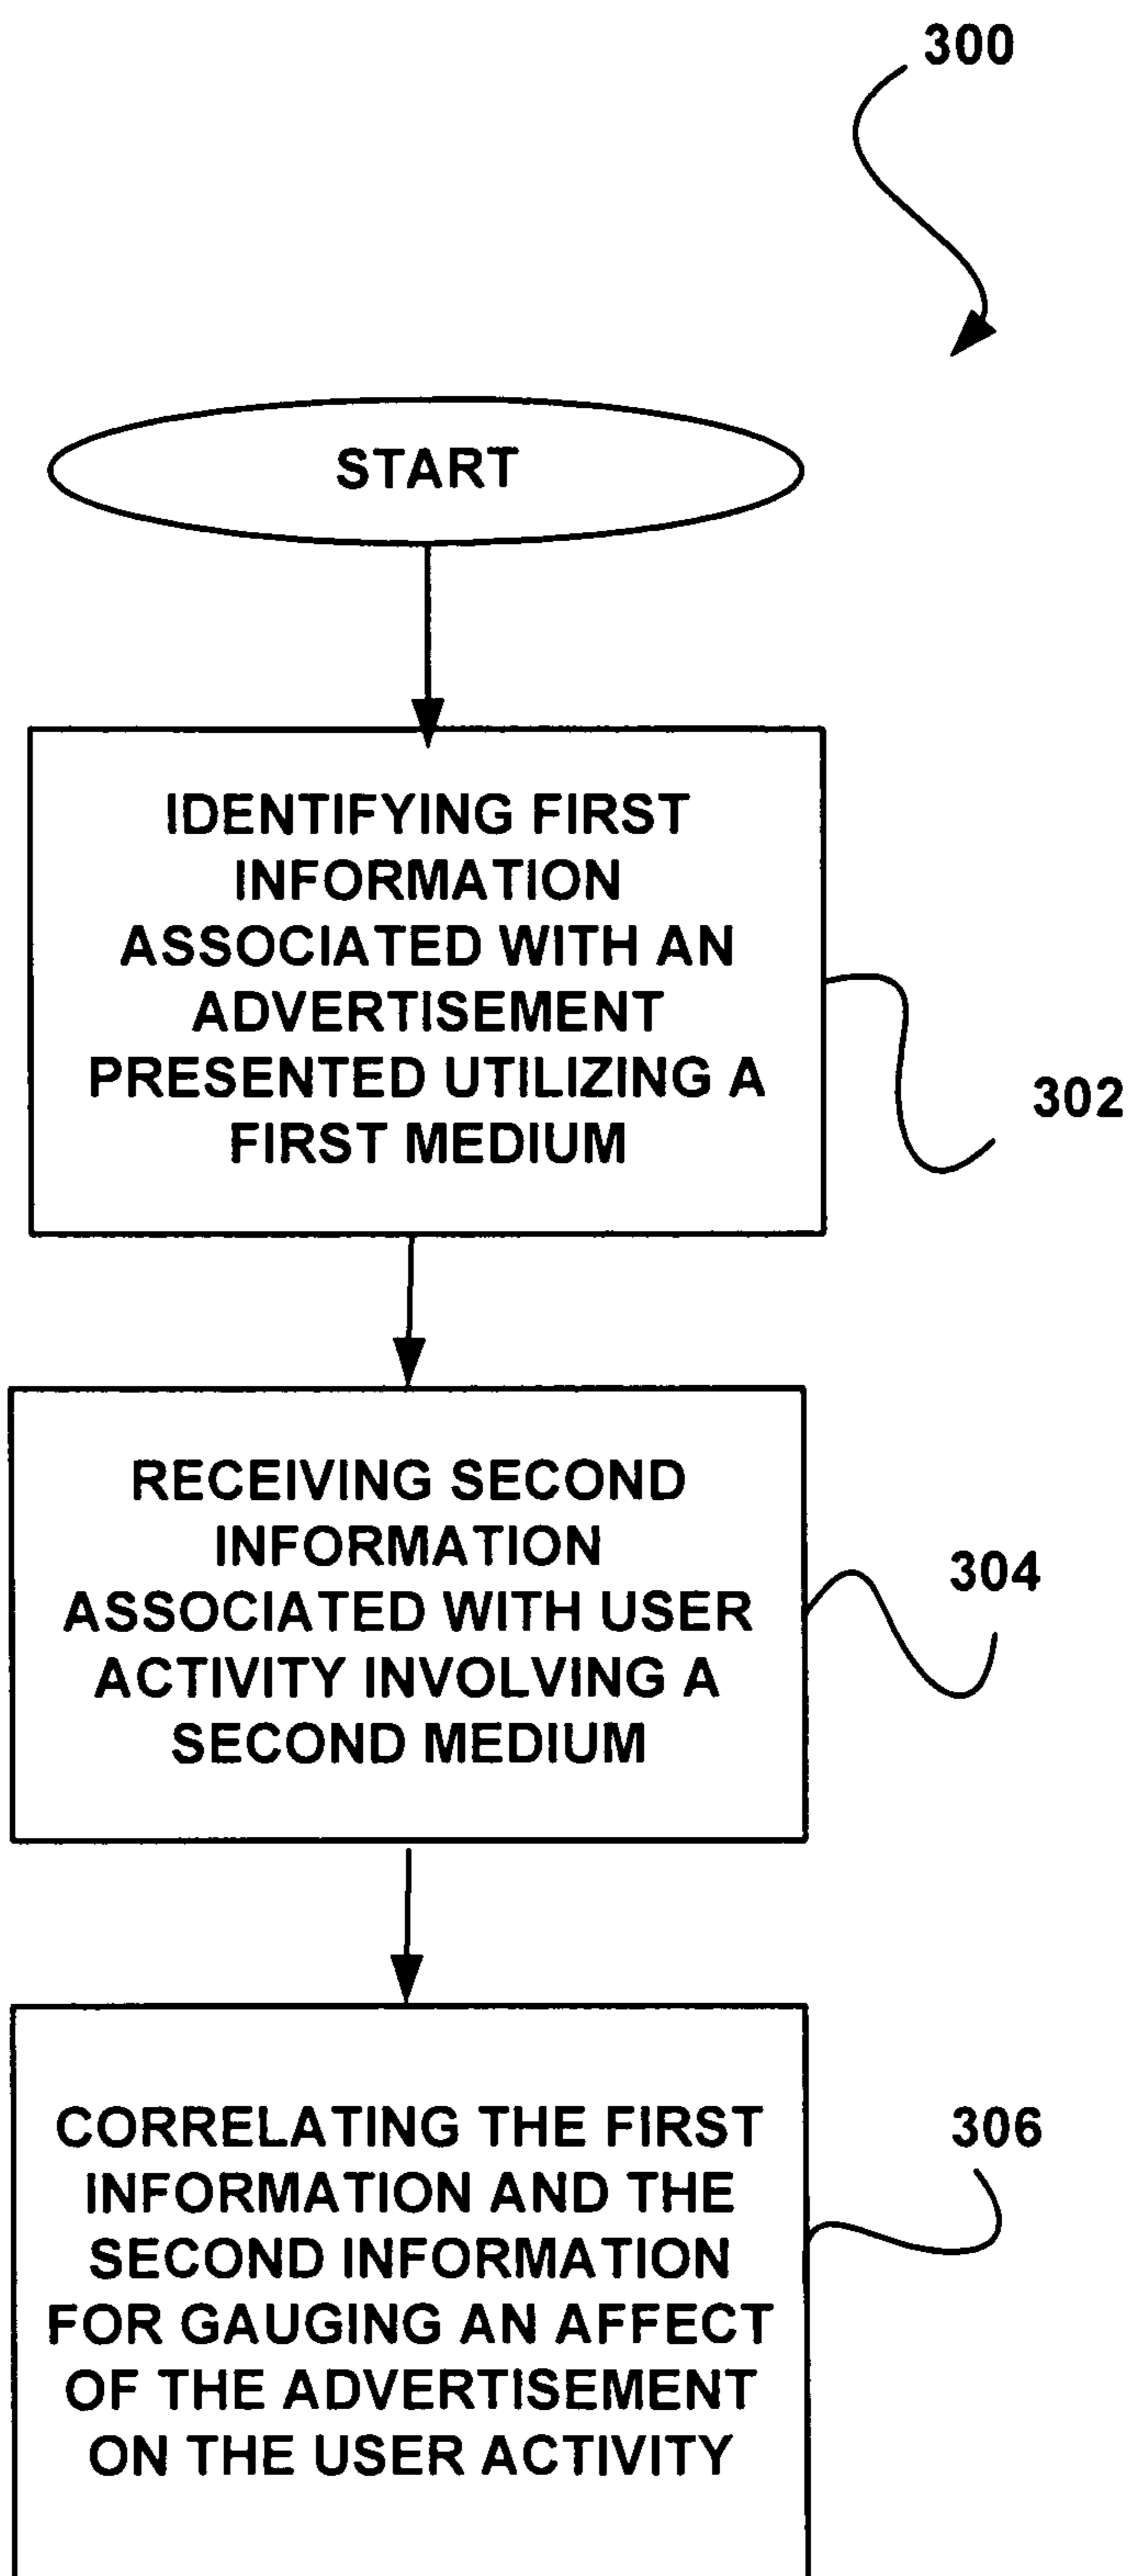 300
START
IDENTIFYING FIRST
INFORMATION
ASSOCIATED WITH AN
ADVERTISEMENT
PRESENTED UTILIZING A
FIRST MEDIUM
302
RECEIVING SECOND
INFORMATION
ASSOCIATED WITH USER
ACTIVITY INVOLVING A
SECOND MEDIUM
304
CORRELATING THE FIRST
INFORMATION AND THE
SECOND INFORMATION
FOR GAUGING AN AFFECT
OF THE ADVERTISEMENT
ON THE USER ACTIVITY
306